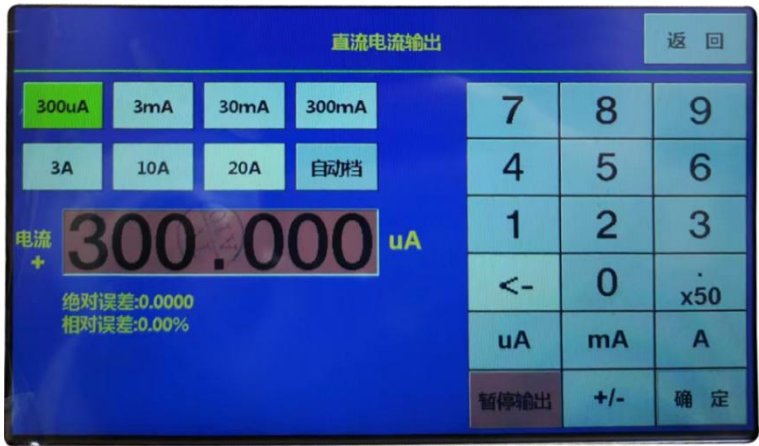 直流电流输出
返 回
300uA 3mA 30mA 300mA
3A 10A 20A 自动档
电流
+
300.000 uA
绝对误差:0.0000
相对误差:0.00%
7 8 9
4 5 6
1 2 3
<- 0 .
x50
uA mA A
暂停输出 +/- 确 定